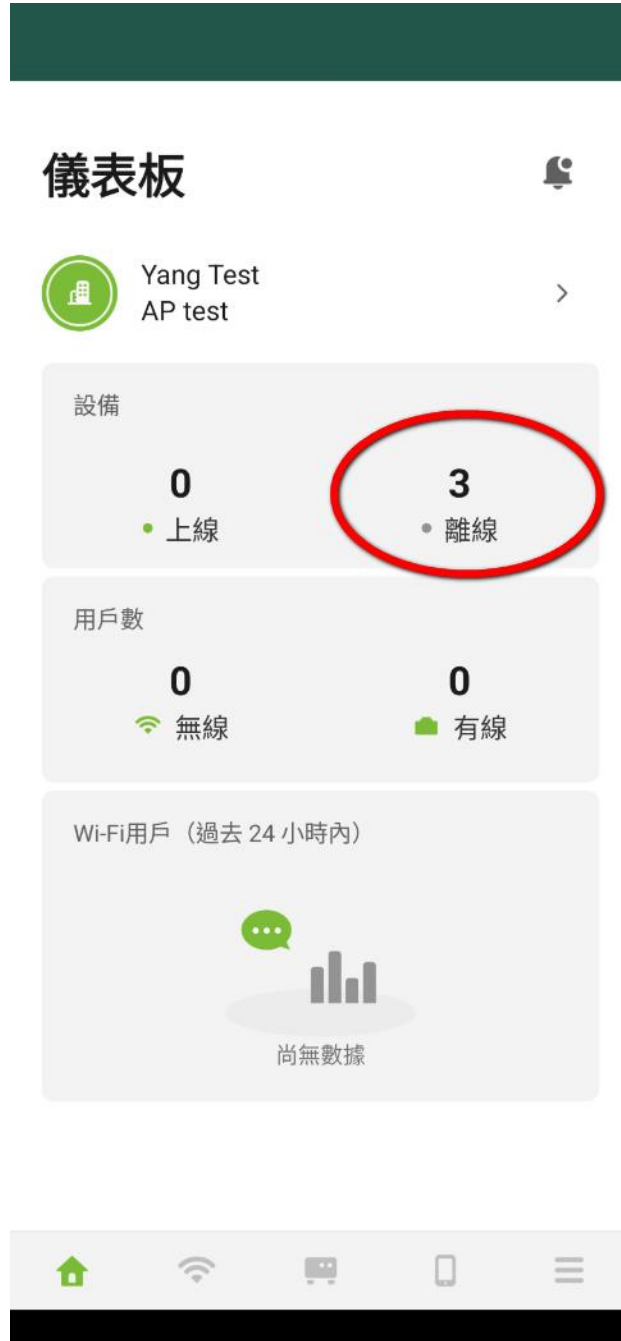 儀表板
Yang Test
AP test
設備
0
3
上線
離線
用戶數
0
0
無線
有線
Wi-Fi用戶（過去 24 小時內）
尚無數據